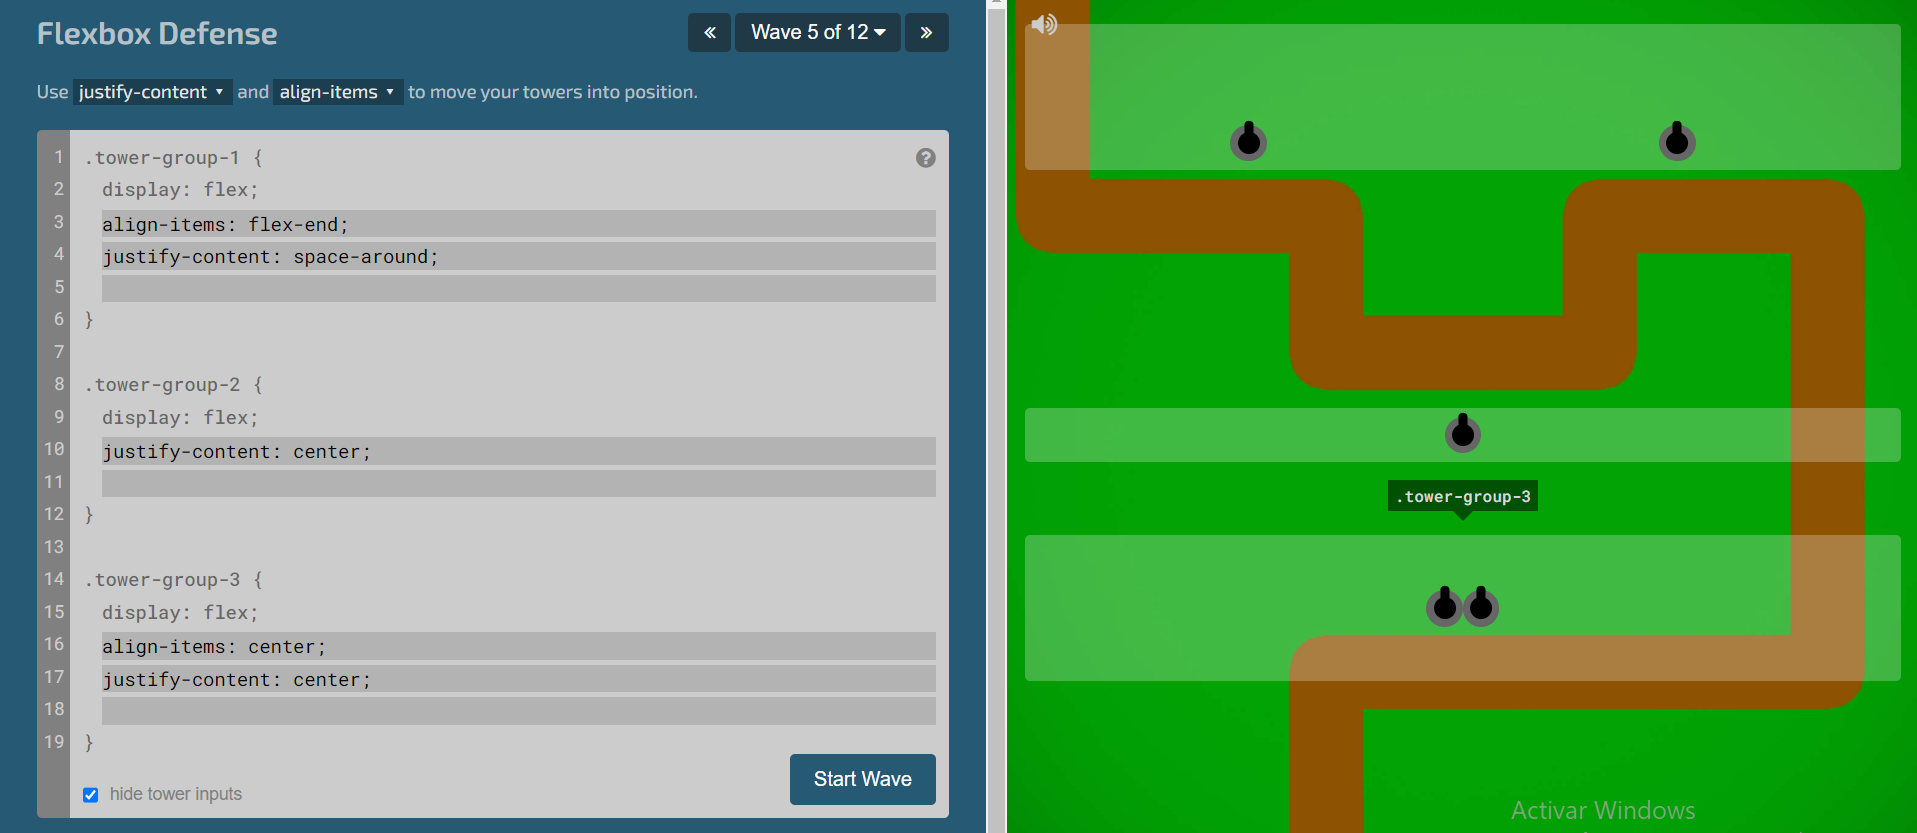 Flexbox Defense
« Wave 5 of 12 »
Use justify-content and align-items to move your towers into position.
1 .tower-group-1 {
2 display: flex;
3 align-items: flex-end;
4 justify-content: space-around;
5
6 }
7
8 .tower-group-2 {
9 display: flex;
10 justify-content: center;
11
12 }
13
14 .tower-group-3 {
15 display: flex;
16 align-items: center;
17 justify-content: center;
18
19 }
?
hide tower inputs
Start Wave
.tower-group-3
Activar Windows